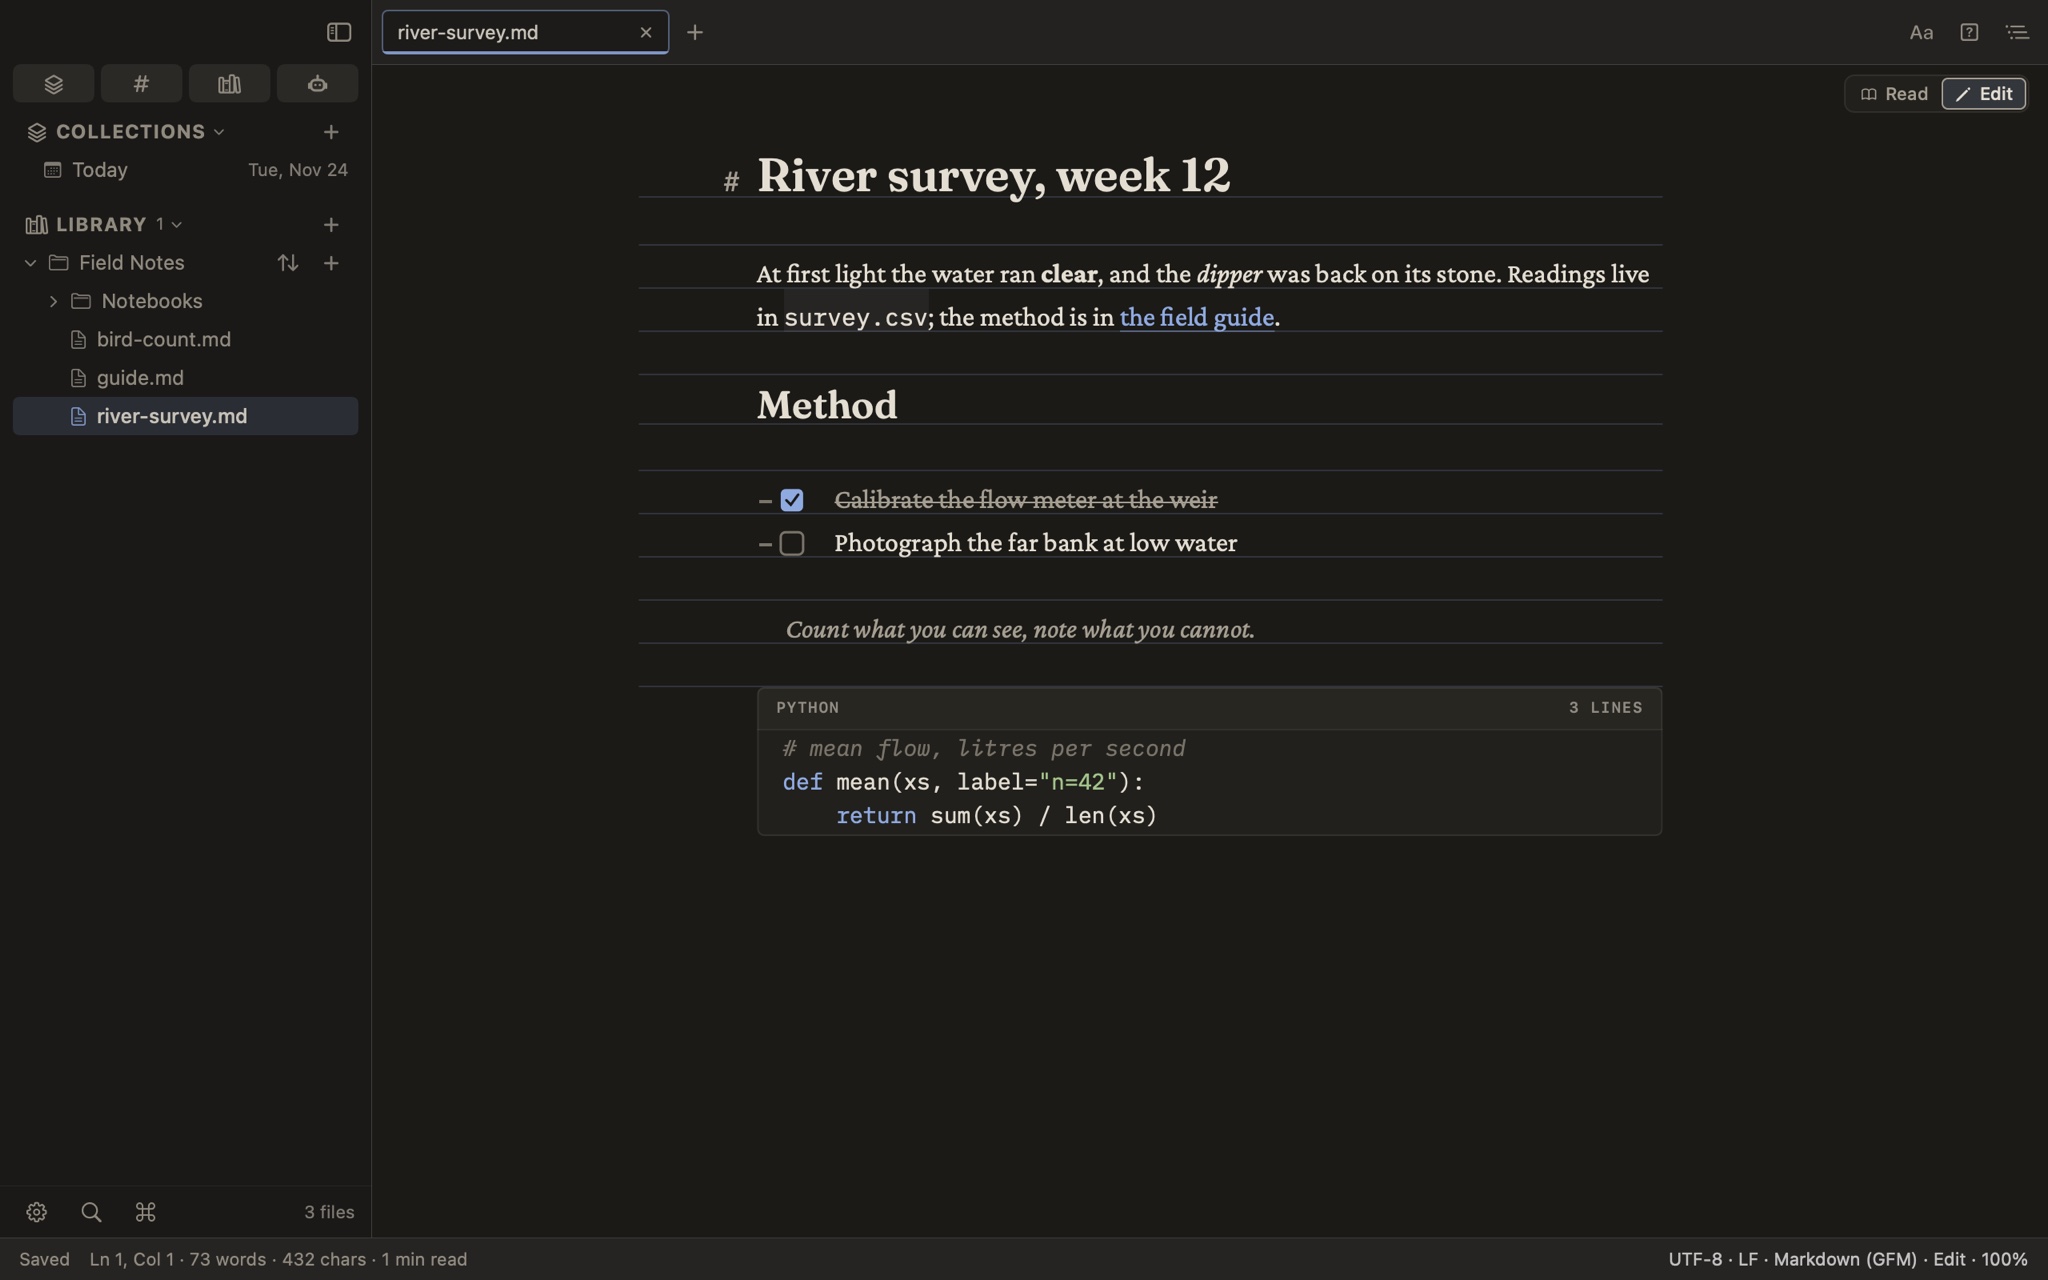 river-survey.md
Aa
Read
Edit
COLLECTIONS
Today
Tue, Nov 24
LIBRARY 1
Field Notes
Notebooks
bird-count.md
guide.md
river-survey.md
# River survey, week 12
At first light the water ran clear, and the dipper was back on its stone. Readings live
in survey.csv; the method is in the field guide.
Method
– Calibrate the flow meter at the weir
– Photograph the far bank at low water
Count what you can see, note what you cannot.
PYTHON
3 LINES
# mean flow, litres per second
def mean(xs, label="n=42"):
    return sum(xs) / len(xs)
3 files
Saved
Ln 1, Col 1 · 73 words · 432 chars · 1 min read
UTF-8 · LF · Markdown (GFM) · Edit · 100%